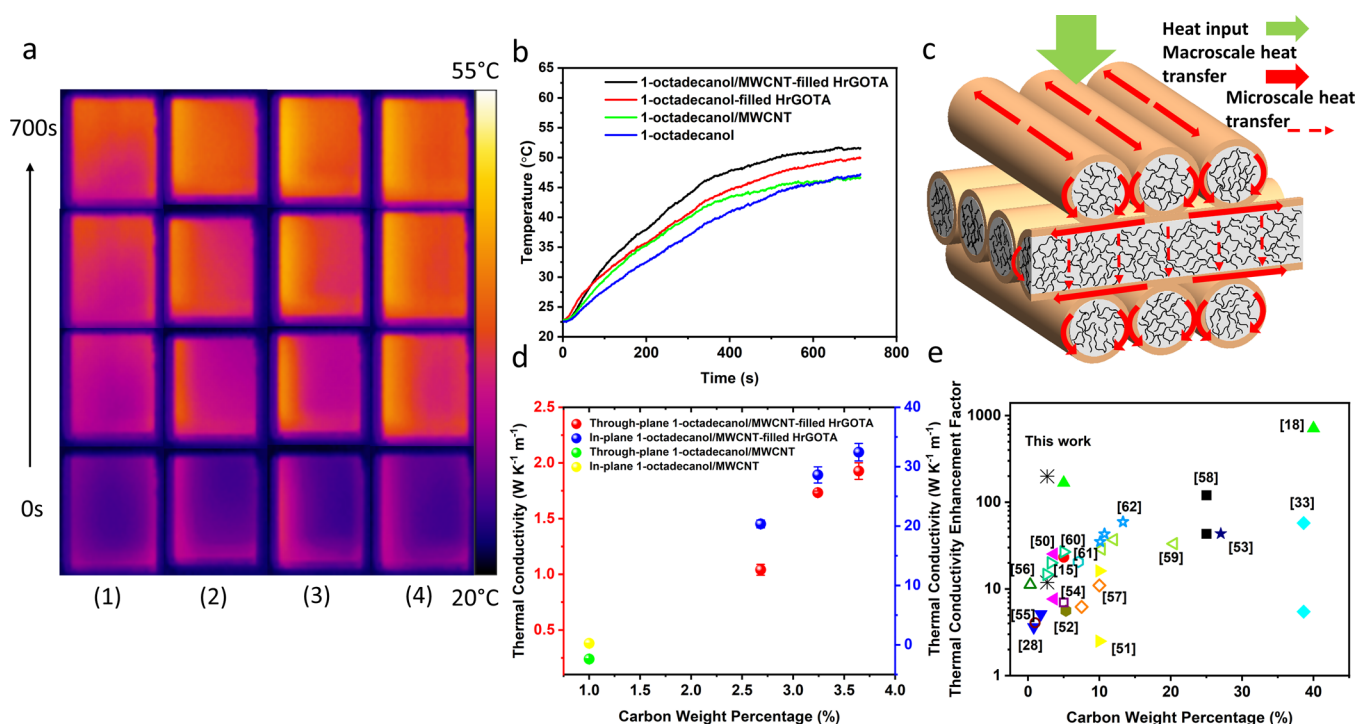 a
55°C
700s
0s
(1)
(2)
(3)
(4)
20°C
b
Temperature (°C)
65
60
55
50
45
40
35
30
25
20
1-octadecanol/MWCNT-filled HrGOTA
1-octadecanol-filled HrGOTA
1-octadecanol/MWCNT
1-octadecanol
0
200
400
600
800
Time (s)
c
Heat input
Macroscale heat
transfer
Microscale heat
transfer
d
Thermal Conductivity (W K⁻¹ m⁻¹)
2.5
2.0
1.5
1.0
0.5
Through-plane 1-octadecanol/MWCNT-filled HrGOTA
In-plane 1-octadecanol/MWCNT-filled HrGOTA
Through-plane 1-octadecanol/MWCNT
In-plane 1-octadecanol/MWCNT
40
30
20
10
0
Thermal Conductivity (W K⁻¹ m⁻¹)
1.0
1.5
2.0
2.5
3.0
3.5
4.0
Carbon Weight Percentage (%)
e
Thermal Conductivity Enhancement Factor
1000
100
10
1
This work
[18]
[58]
[33]
[62]
[50]
[60]
[61]
[59]
[53]
[56]
[15]
[54]
[57]
[55]
[52]
[28]
[51]
0
10
20
30
40
Carbon Weight Percentage (%)